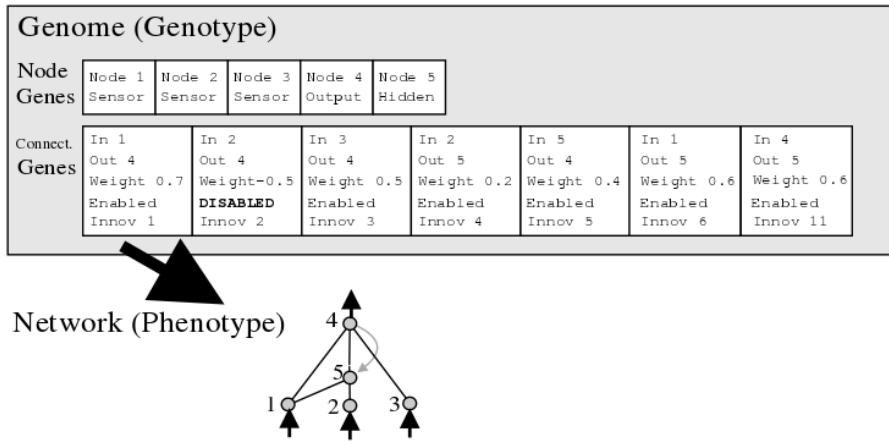 Genome (Genotype)
Node Genes
Node 1 Sensor
Node 2 Sensor
Node 3 Sensor
Node 4 Output
Node 5 Hidden
Connect. Genes
In 1
Out 4
Weight 0.7
Enabled
Innov 1
In 2
Out 4
Weight-0.5
DISABLED
Innov 2
In 3
Out 4
Weight 0.5
Enabled
Innov 3
In 2
Out 5
Weight 0.2
Enabled
Innov 4
In 5
Out 4
Weight 0.4
Enabled
Innov 5
In 1
Out 5
Weight 0.6
Enabled
Innov 6
In 4
Out 5
Weight 0.6
Enabled
Innov 11
Network (Phenotype)
4
5
1
2
3